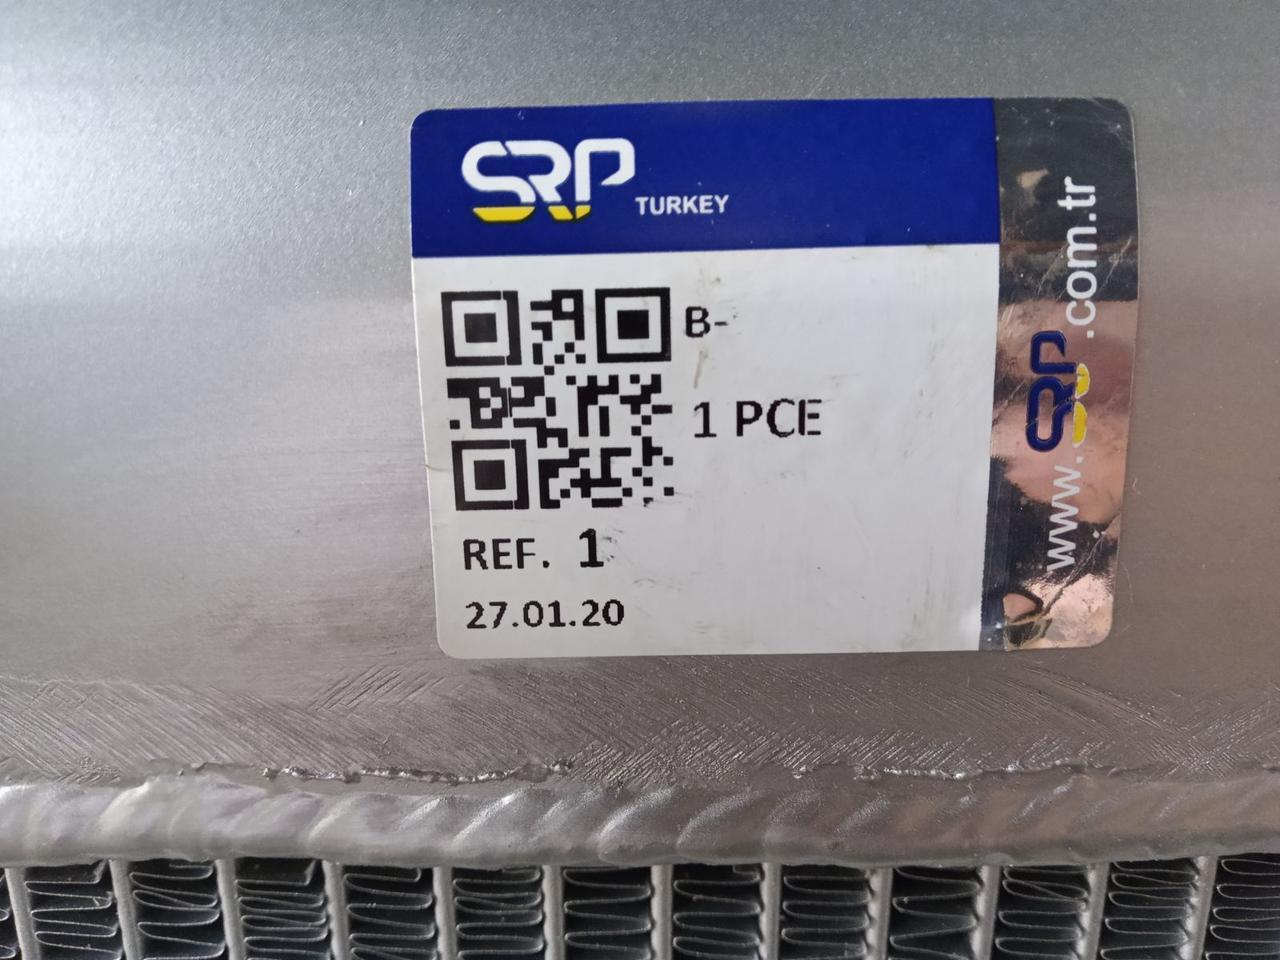 SRP TURKEY
B-
1 PCE
REF. 1
27.01.20
www.SRP.com.tr